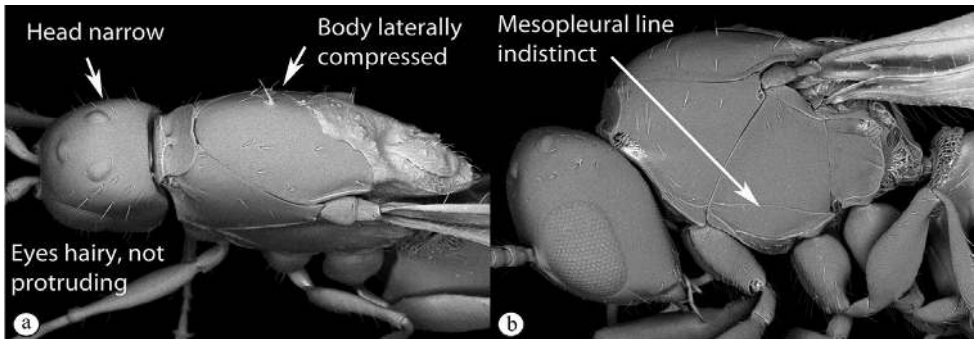 Head narrow
Body laterally
compressed
Eyes hairy, not
protruding
a
Mesopleural line
indistinct
b